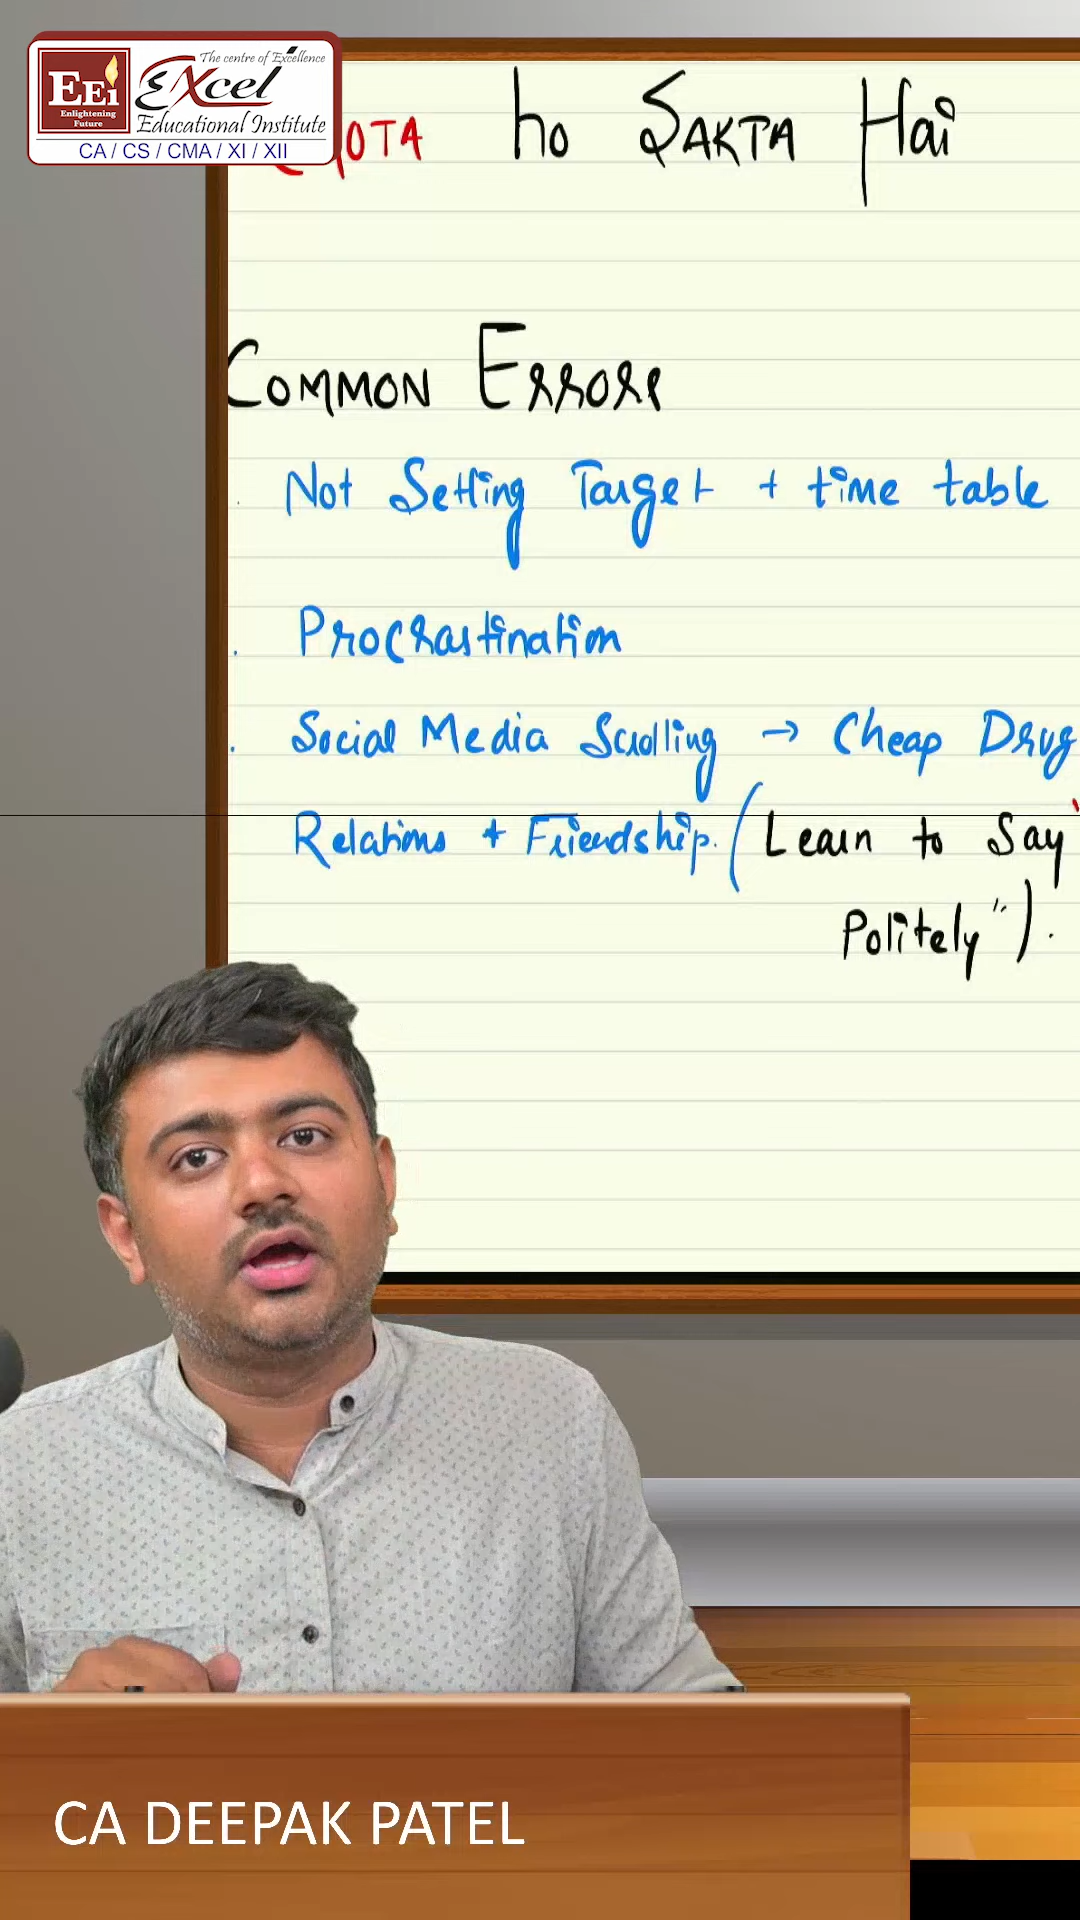 The centre of Excellence
EEi
Excel
Enlightening
Future
Educational Institute
CA / CS / CMA / XI / XII
ho SAKTA Hai
COMMON ERRORS
Not Setting Target + time table
. Procrastination
. Social Media Scrolling → Cheap Drug
Relations + Friendship. (Learn to Say
Politely").
CA DEEPAK PATEL